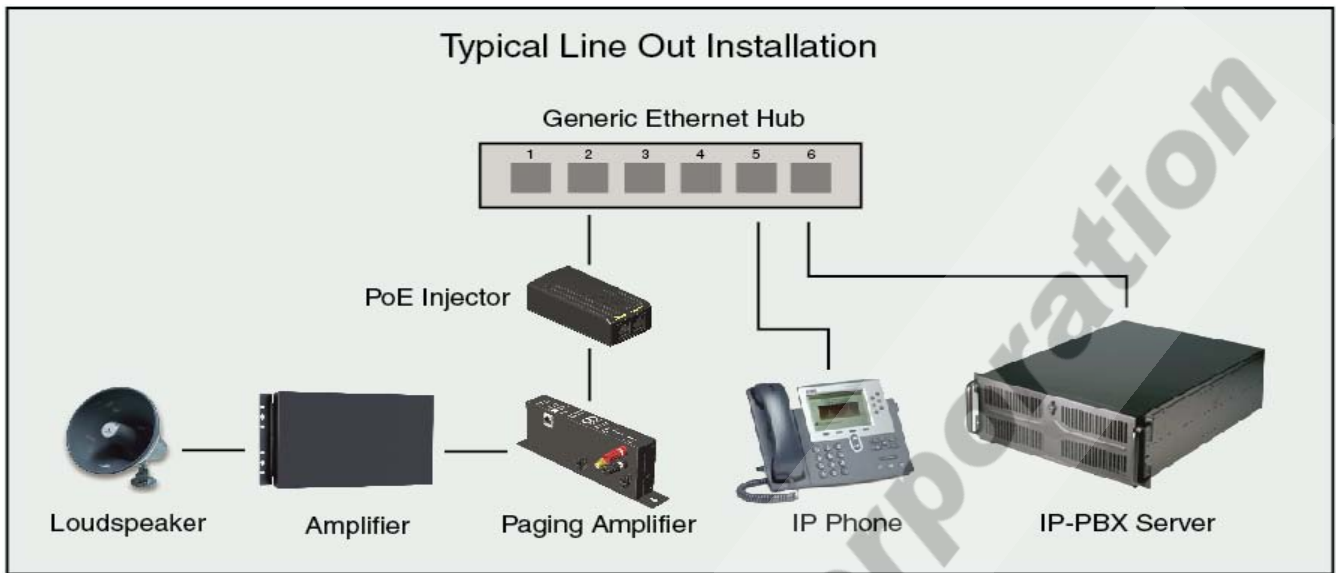 Typical Line Out Installation
Generic Ethernet Hub
1 2 3 4 5 6
PoE Injector
Loudspeaker Amplifier Paging Amplifier IP Phone IP-PBX Server